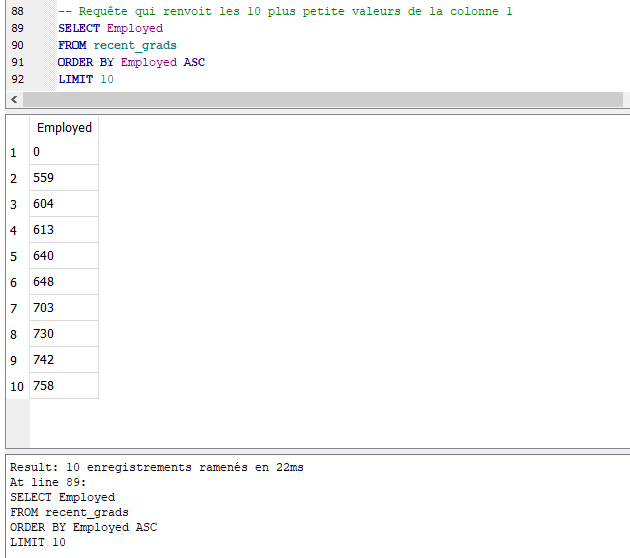 88 -- Requête qui renvoit les 10 plus petite valeurs de la colonne 1
89 SELECT Employed
90 FROM recent_grads
91 ORDER BY Employed ASC
92 LIMIT 10
Employed
1 0
2 559
3 604
4 613
5 640
6 648
7 703
8 730
9 742
10 758
Result: 10 enregistrements ramenés en 22ms
At line 89:
SELECT Employed
FROM recent_grads
ORDER BY Employed ASC
LIMIT 10